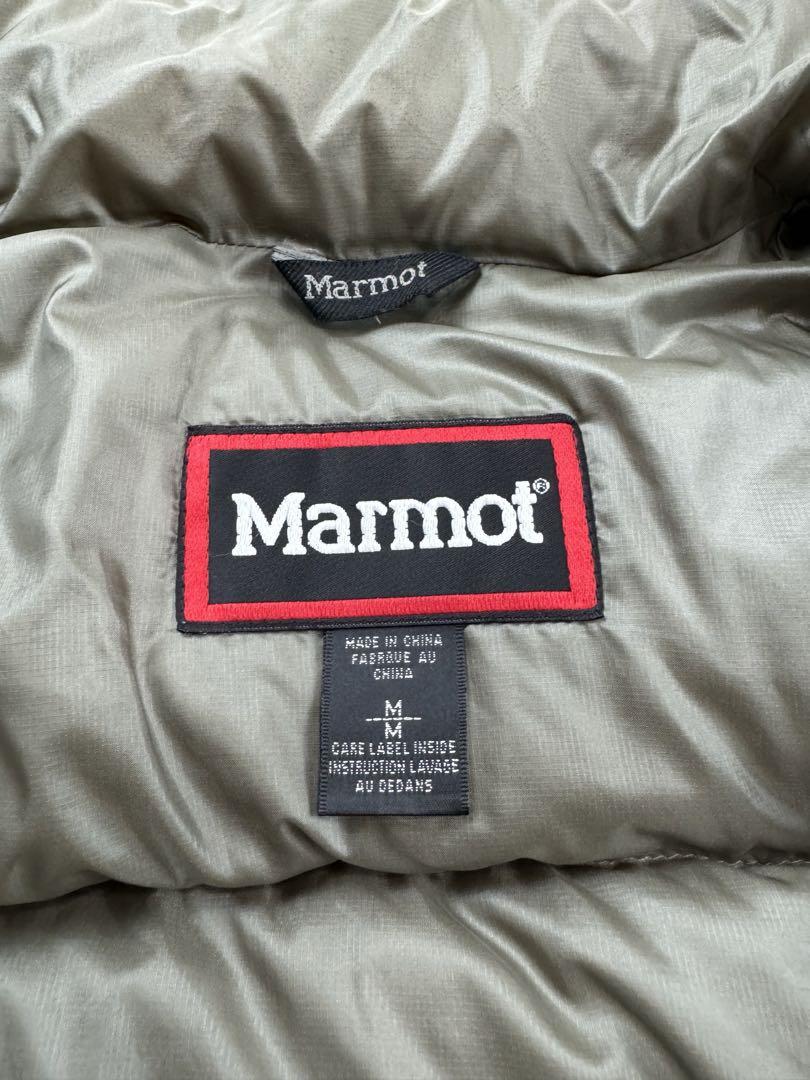 Marmot
Marmot®
MADE IN CHINA
FABRQUE AU
CHINA
M
M
CARE LABEL INSIDE
INSTRUCTION LAVAGE
AU DEDANS